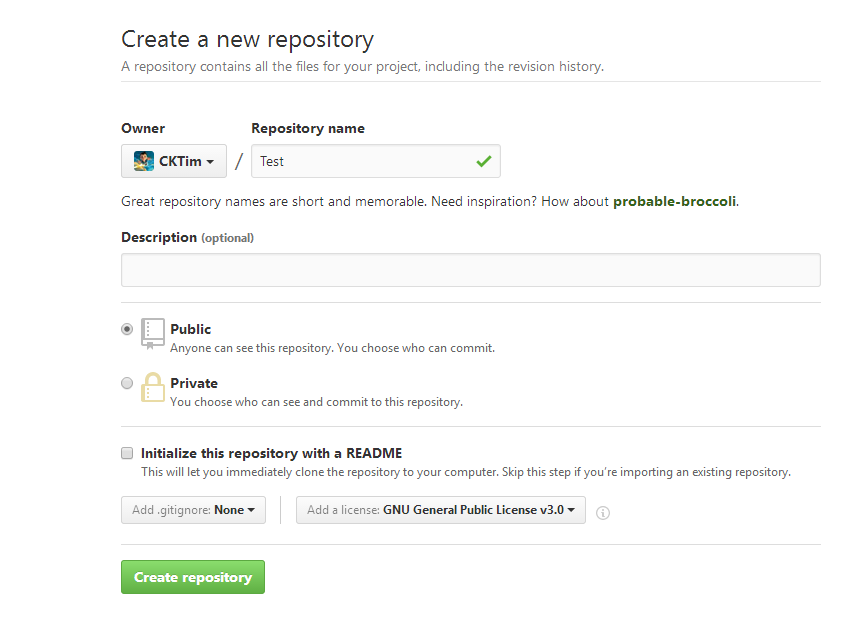 Create a new repository
A repository contains all the files for your project, including the revision history.
Owner Repository name
CKTim / Test
Great repository names are short and memorable. Need inspiration? How about probable-broccoli.
Description (optional)
Public
Anyone can see this repository. You choose who can commit.
Private
You choose who can see and commit to this repository.
Initialize this repository with a README
This will let you immediately clone the repository to your computer. Skip this step if you're importing an existing repository.
Add .gitignore: None Add a license: GNU General Public License v3.0
Create repository